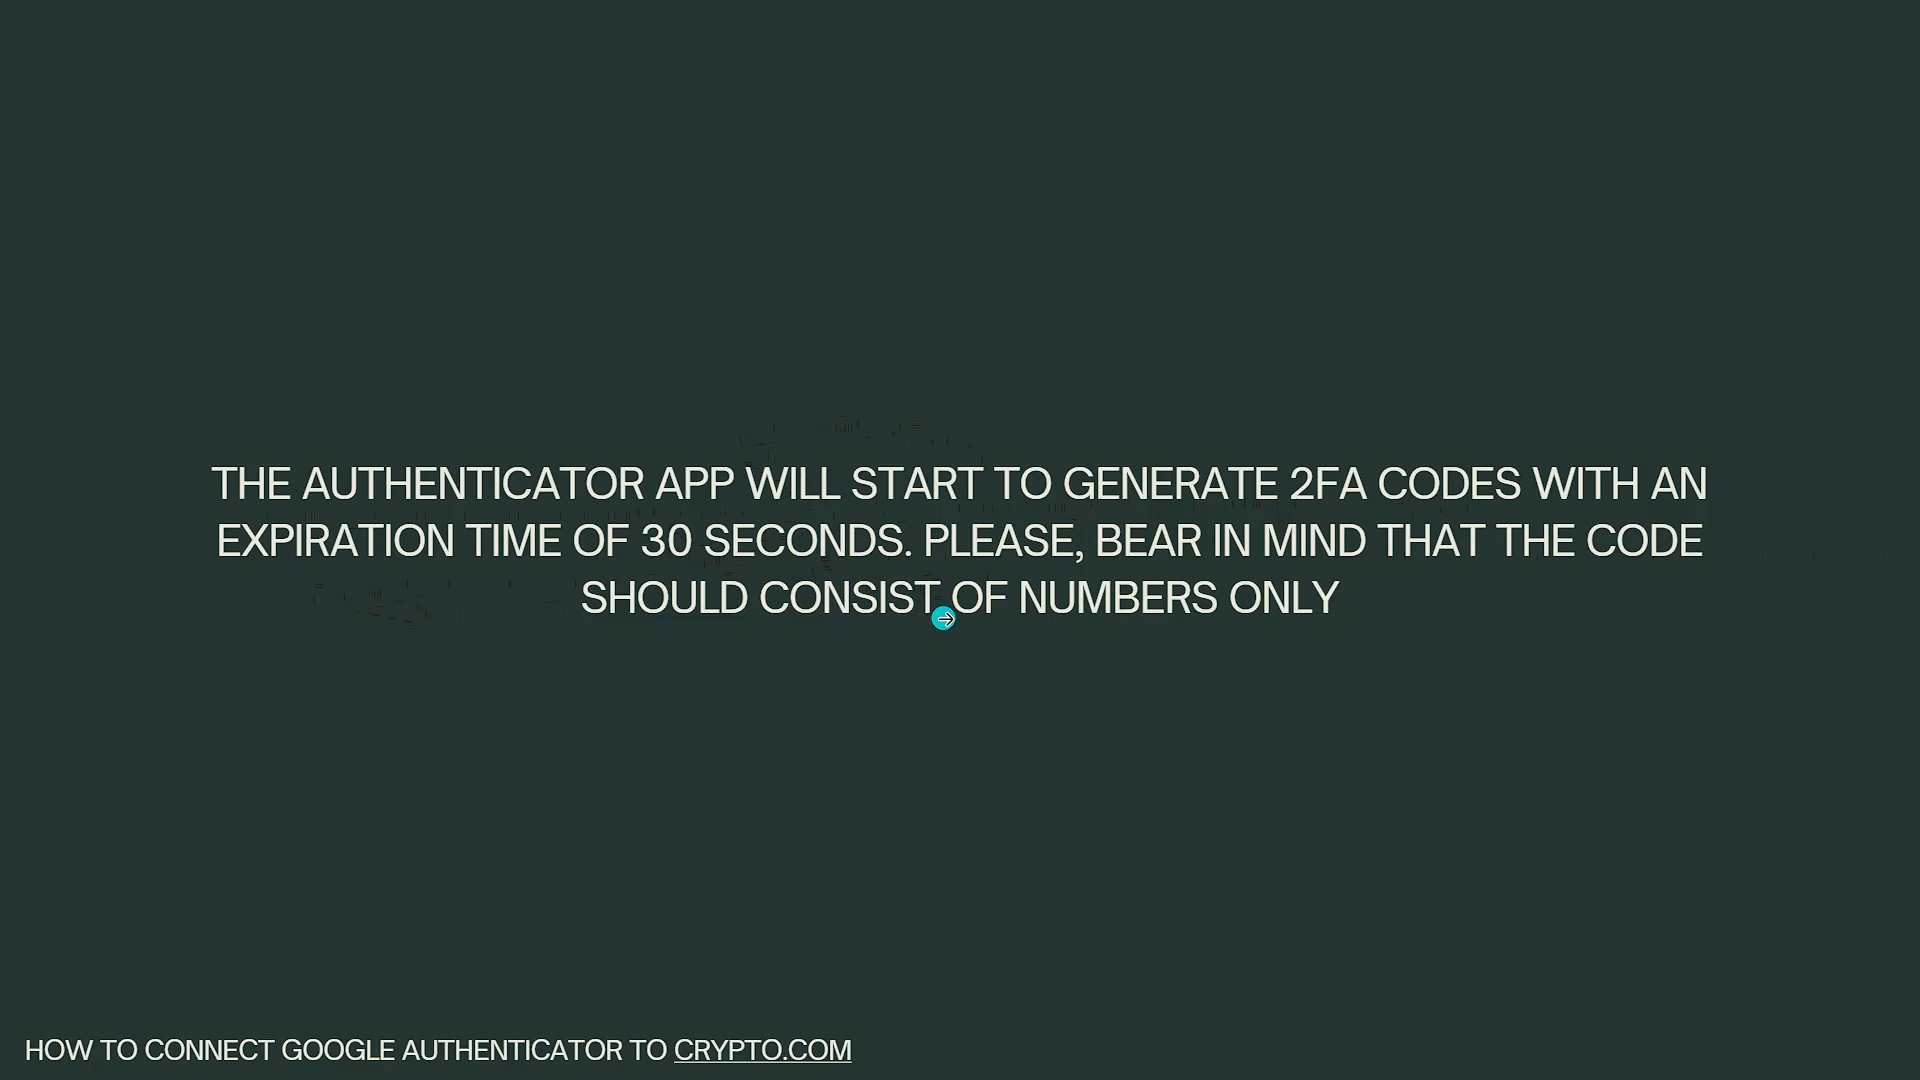 THE AUTHENTICATOR APP WILL START TO GENERATE 2FA CODES WITH AN
EXPIRATION TIME OF 30 SECONDS. PLEASE, BEAR IN MIND THAT THE CODE
SHOULD CONSIST OF NUMBERS ONLY
HOW TO CONNECT GOOGLE AUTHENTICATOR TO CRYPTO.COM